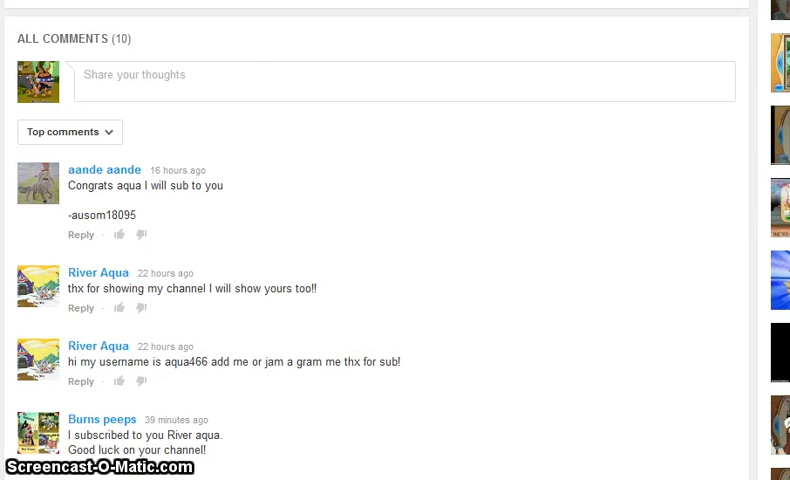 ALL COMMENTS (10)
Share your thoughts
Top comments
aande aande 16 hours ago
Congrats aqua I will sub to you
-ausom18095
Reply
River Aqua 22 hours ago
thx for showing my channel I will show yours too!!
Reply
River Aqua 22 hours ago
hi my username is aqua466 add me or jam a gram me thx for sub!
Reply
Burns peeps 39 minutes ago
I subscribed to you River aqua.
Good luck on your channel!
Screencast-O-Matic.com